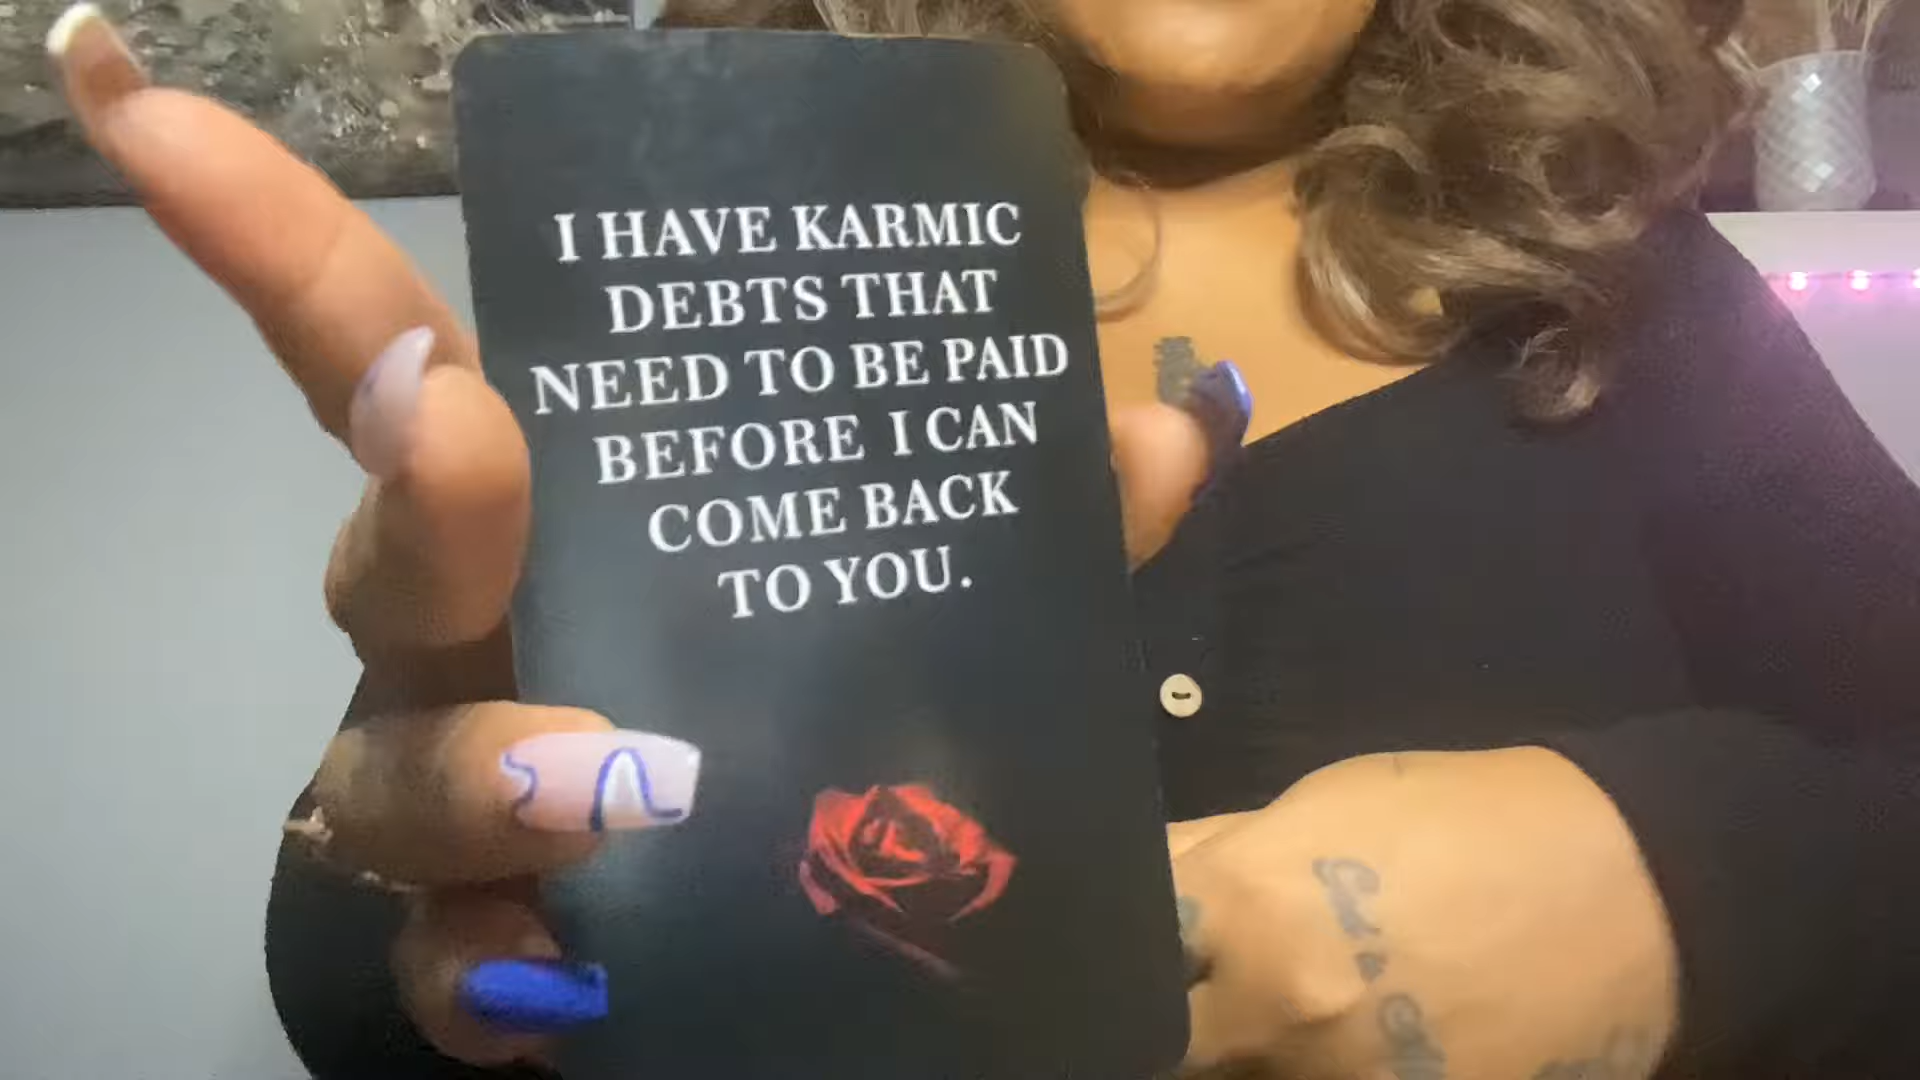 I HAVE KARMIC
DEBTS THAT
NEED TO BE PAID
BEFORE I CAN
COME BACK
TO YOU.